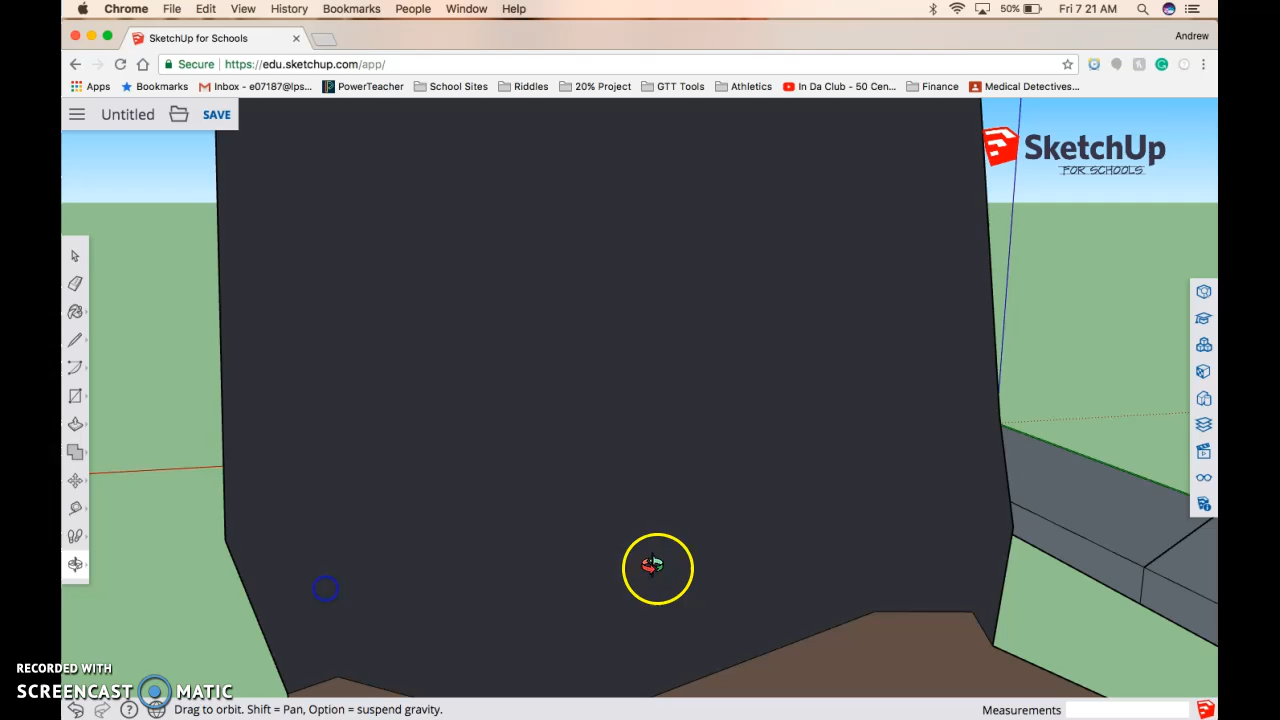 Chrome File Edit View History Bookmarks People Window Help 50% Fri 7 21 AM
SketchUp for Schools Andrew
Secure https://edu.sketchup.com/app/
Apps Bookmarks Inbox - e07187@lps... PowerTeacher School Sites Riddles 20% Project GTT Tools Athletics In Da Club - 50 Cen... Finance Medical Detectives...
Untitled SAVE
SketchUp
FOR SCHOOLS
RECORDED WITH
SCREENCAST MATIC
Drag to orbit. Shift = Pan, Option = suspend gravity. Measurements